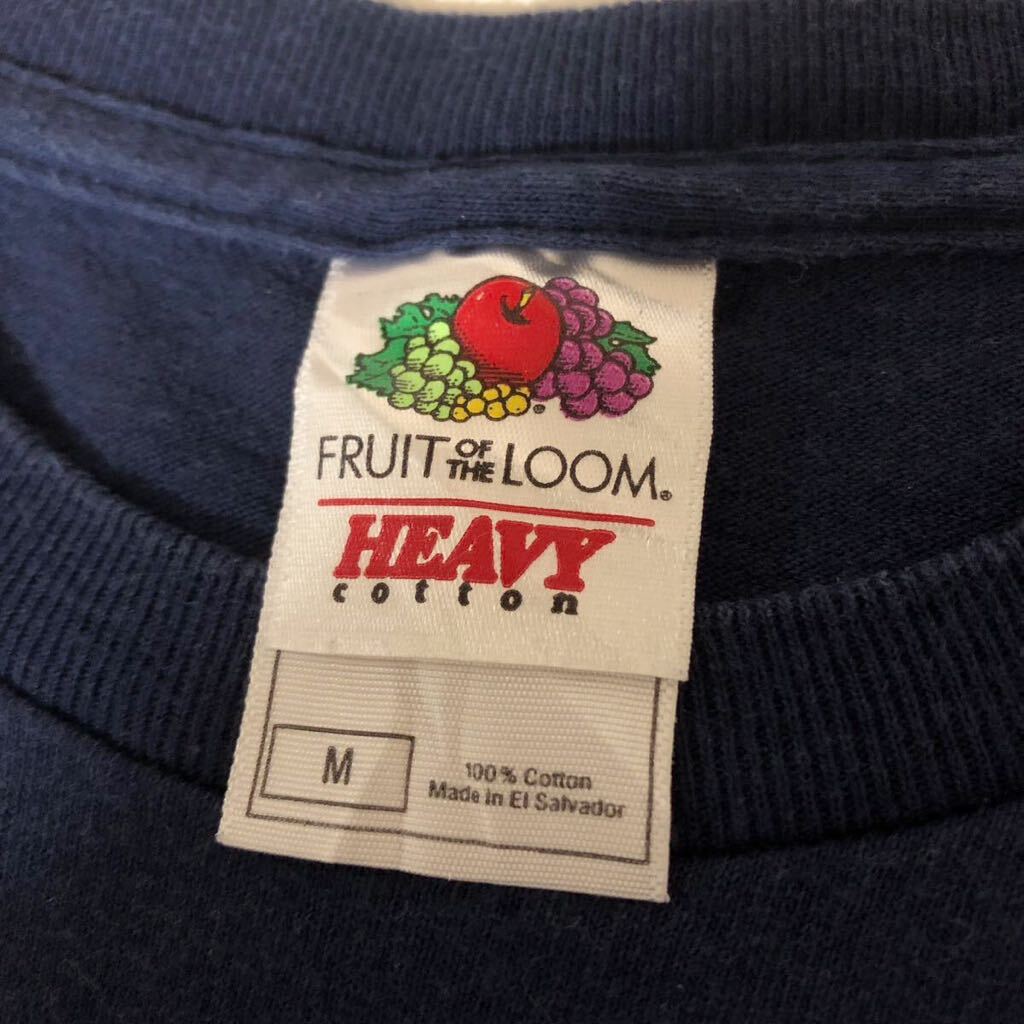 FRUIT OF THE LOOM®
HEAVY
cotton
M
100% Cotton
Made in El Salvador